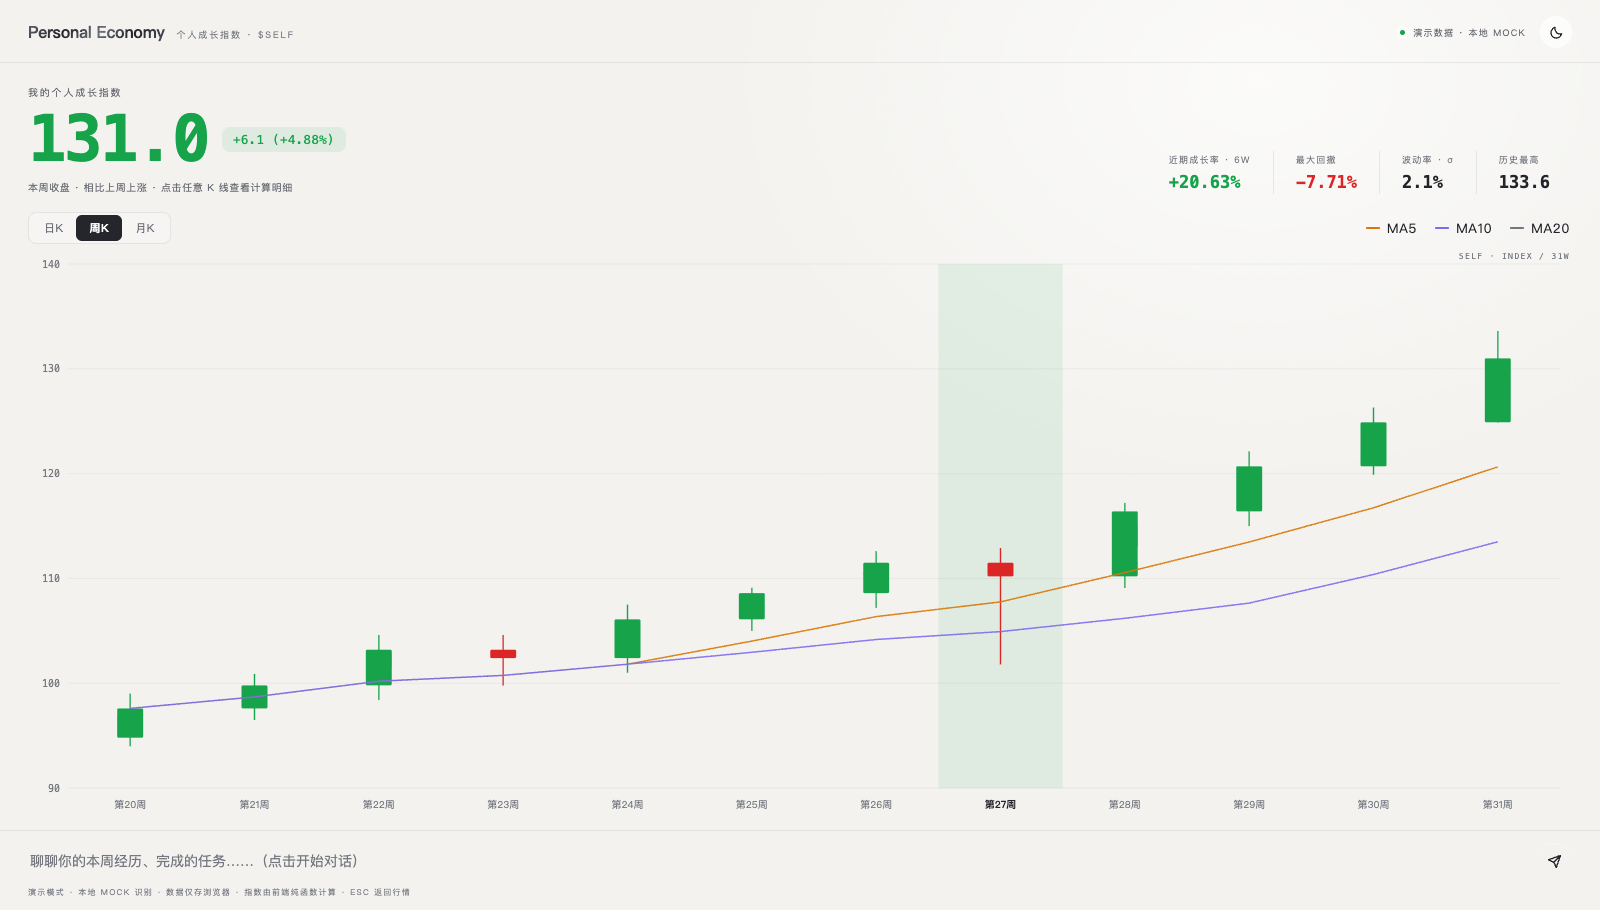 Personal Economy 个人成长指数 · $SELF
演示数据 · 本地 MOCK
我的个人成长指数
131.0 +6.1 (+4.88%)
本周收盘 · 相比上周上涨 · 点击任意 K 线查看计算明细
近期成长率 · 6W
+20.63%
最大回撤
−7.71%
波动率 · σ
2.1%
历史最高
133.6
日K 周K 月K
MA5 MA10 MA20
SELF · INDEX / 31W
140
130
120
110
100
90
第20周 第21周 第22周 第23周 第24周 第25周 第26周 第27周 第28周 第29周 第30周 第31周
聊聊你的本周经历、完成的任务……（点击开始对话）
演示模式 · 本地 MOCK 识别 · 数据仅存浏览器 · 指数由前端纯函数计算 · ESC 返回行情